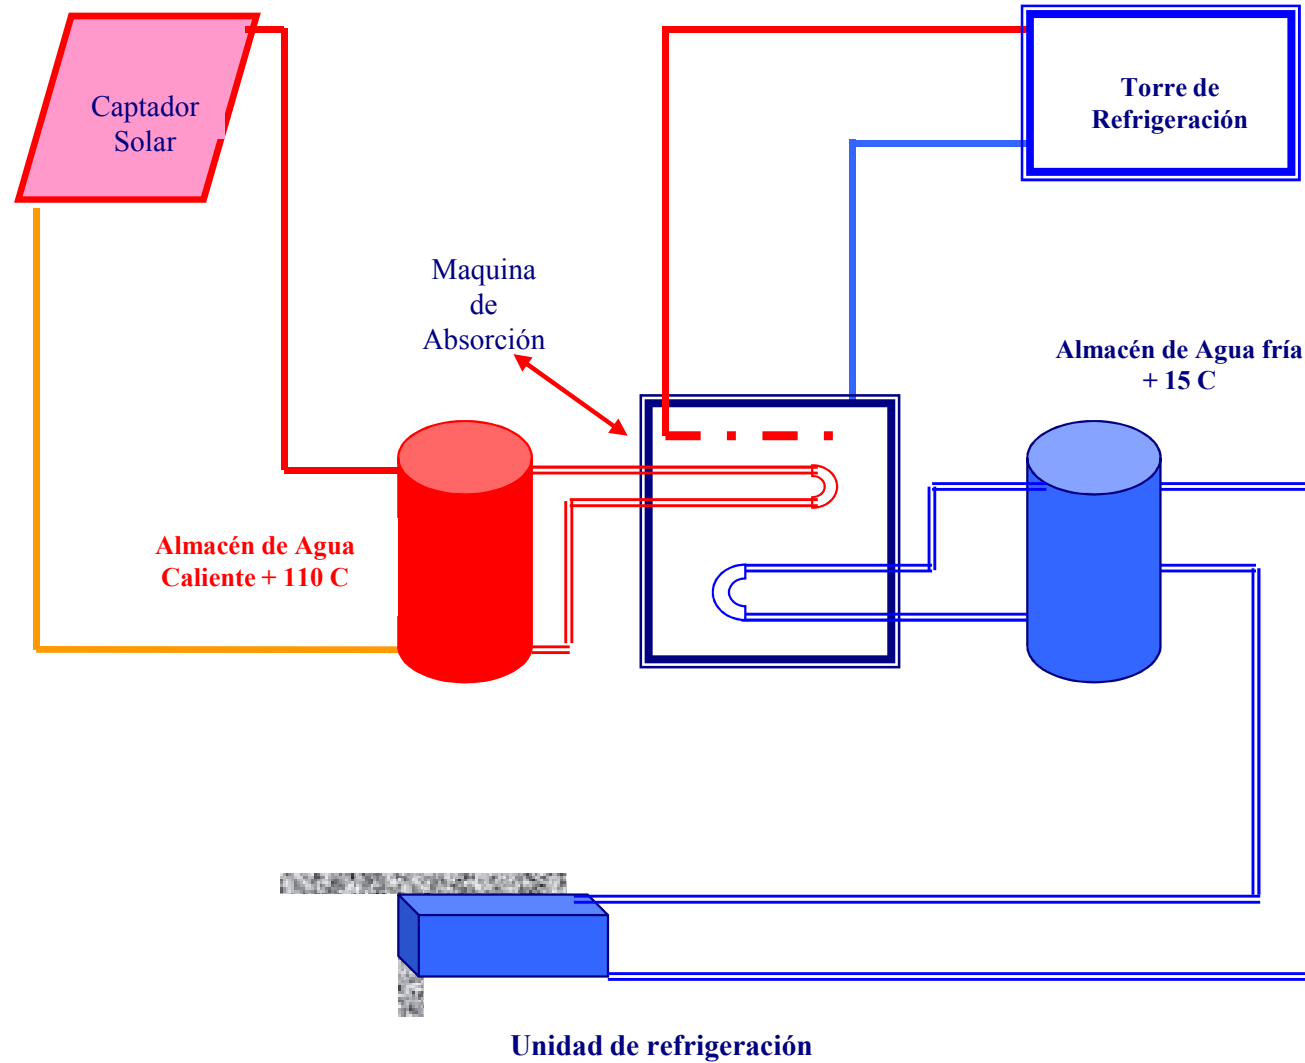 Captador
Solar
Torre de
Refrigeración
Maquina
de
Absorción
Almacén de Agua fría
+ 15 C
Almacén de Agua
Caliente + 110 C
Unidad de refrigeración